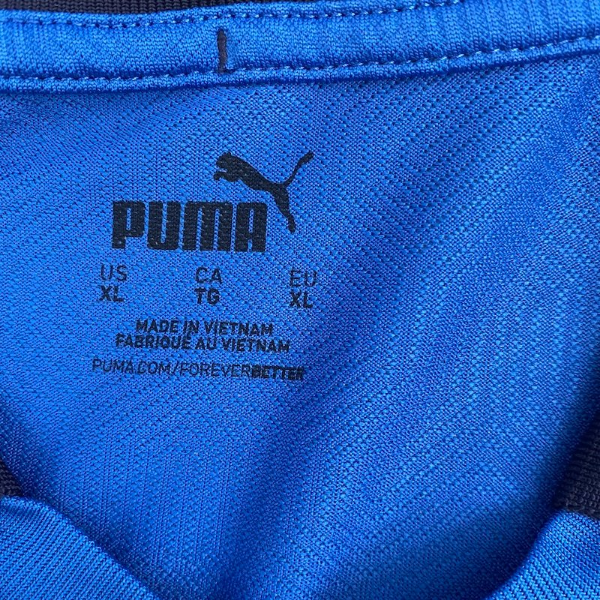 PUMA
US CA EU
XL TG XL
MADE IN VIETNAM
FABRIQUÉ AU VIETNAM
PUMA.COM/FOREVERBETTER